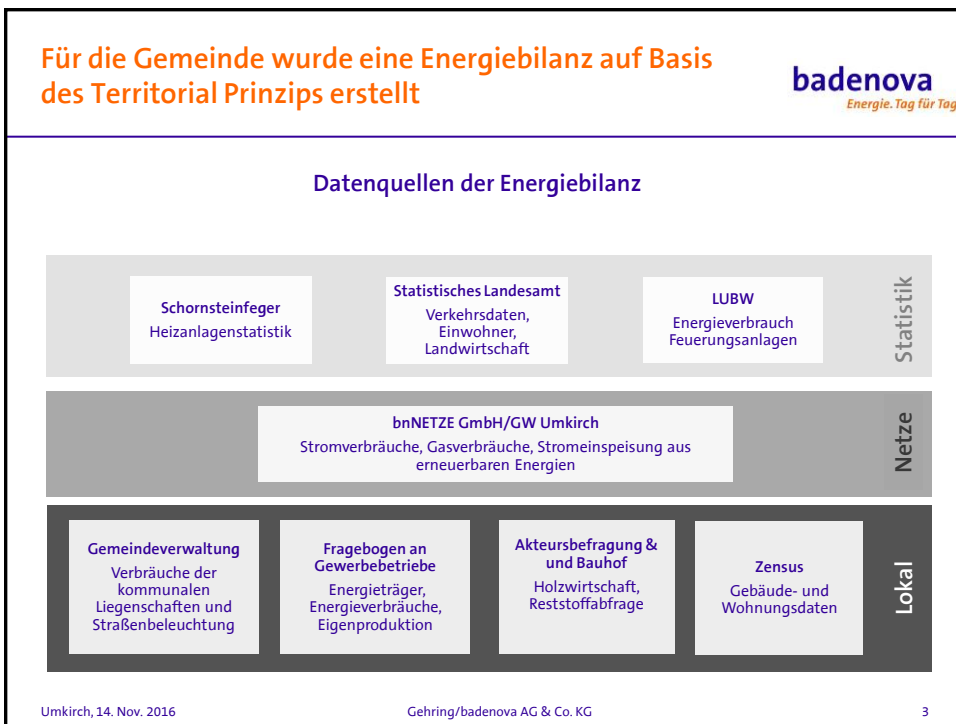 Für die Gemeinde wurde eine Energiebilanz auf Basis
des Territorial Prinzips erstellt
badenova
Energie. Tag für Tag
Datenquellen der Energiebilanz
Schornsteinfeger
Heizanlagenstatistik
Statistisches Landesamt
Verkehrsdaten,
Einwohner,
Landwirtschaft
LUBW
Energieverbrauch
Feuerungsanlagen
Statistik
bnNETZE GmbH/GW Umkirch
Stromverbräuche, Gasverbräuche, Stromeinspeisung aus
erneuerbaren Energien
Netze
Gemeindeverwaltung
Verbräuche der
kommunalen
Liegenschaften und
Straßenbeleuchtung
Fragebogen an
Gewerbebetriebe
Energieträger,
Energieverbräuche,
Eigenproduktion
Akteursbefragung &
und Bauhof
Holzwirtschaft,
Reststoffabfrage
Zensus
Gebäude- und
Wohnungsdaten
Lokal
Umkirch, 14. Nov. 2016
Gehring/badenova AG & Co. KG
3